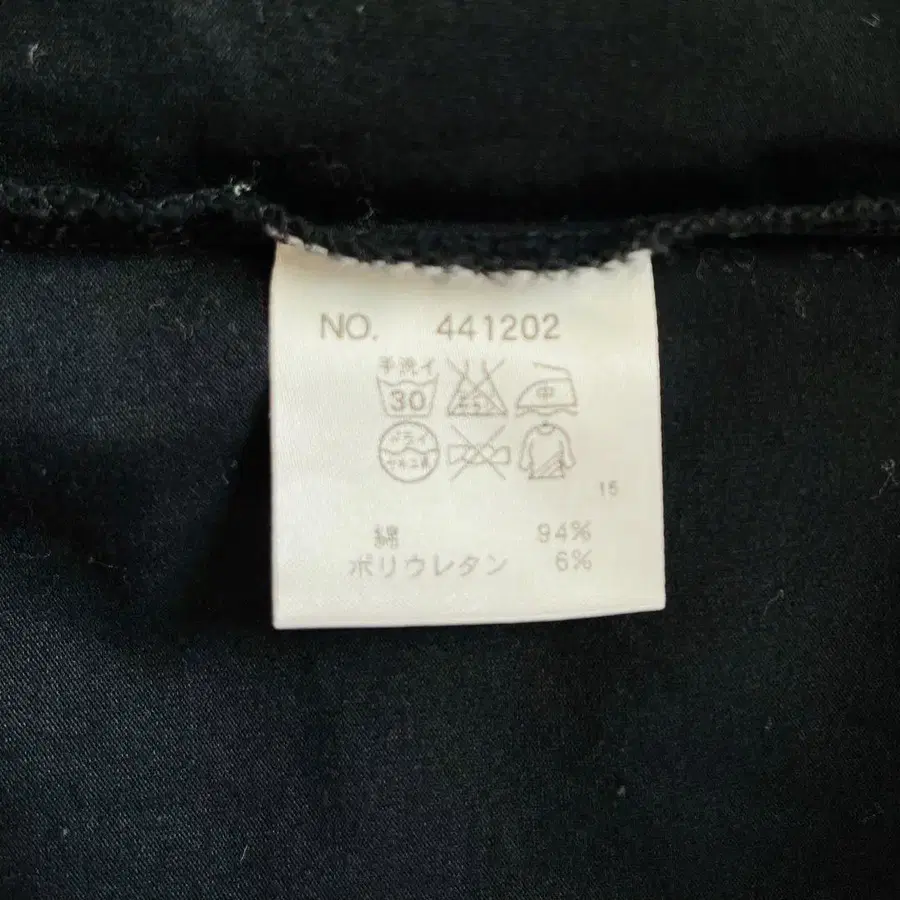 NO. 441202
手洗イ
30 中
ドライ
15
綿 94%
ポリウレタン 6%